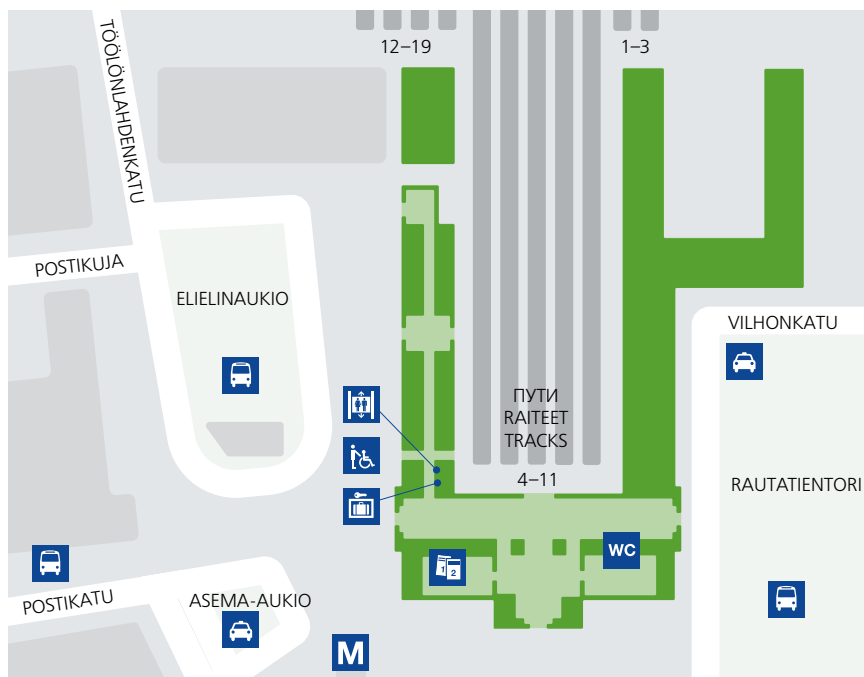 12–19
1–3
TÖÖLÖNLAHDENKATU
POSTIKUJA
ELIELINAUKIO
VILHONKATU
ПУТИ
RAITEET
TRACKS
4–11
RAUTATIENTORI
WC
1
2
POSTIKATU
ASEMA-AUKIO
M